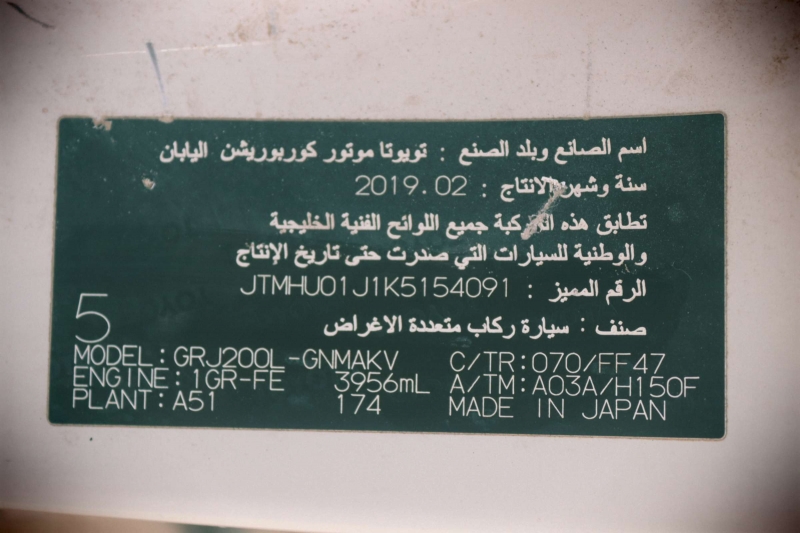 اسم الصانع وبلد الصنع : تويوتا موتور كوربوريشن اليابان
سنة وشهر الانتاج : 2019.02
تطابق هذه جميع اللوائح الفنية الخليجية
والوطنية للسيارات التي صدرت حتى تاريخ الإنتاج
الرقم المميز : JTMHU01J1K5154091
صنف : سيارة ركاب متعددة الاغراض
5
MODEL: GRJ200L-GNMAKV C/TR:070/FF47
ENGINE: 1GR-FE 3956mL A/TM: A03A/H150F
PLANT: A51 174 MADE IN JAPAN